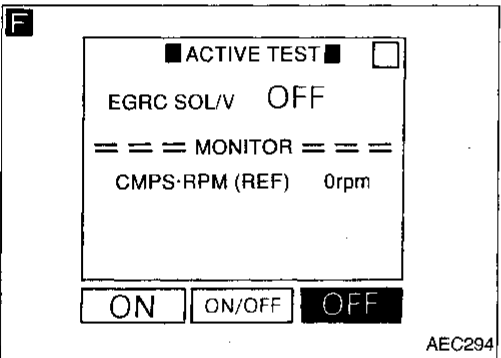 F
■ ACTIVE TEST ■
EGRC SOL/V OFF
= = = MONITOR = = =
CMPS·RPM (REF) 0rpm
ON ON/OFF OFF
AEC294